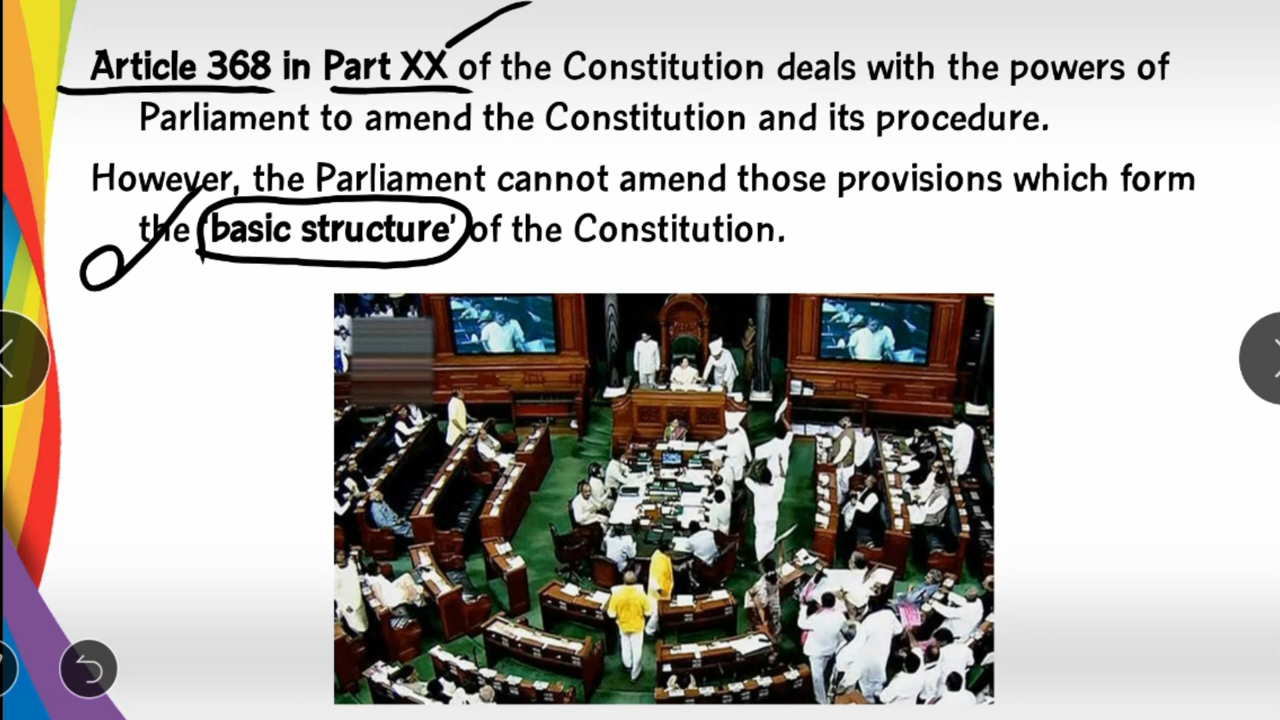 Article 368 in Part XX of the Constitution deals with the powers of
Parliament to amend the Constitution and its procedure.
However, the Parliament cannot amend those provisions which form
the 'basic structure' of the Constitution.